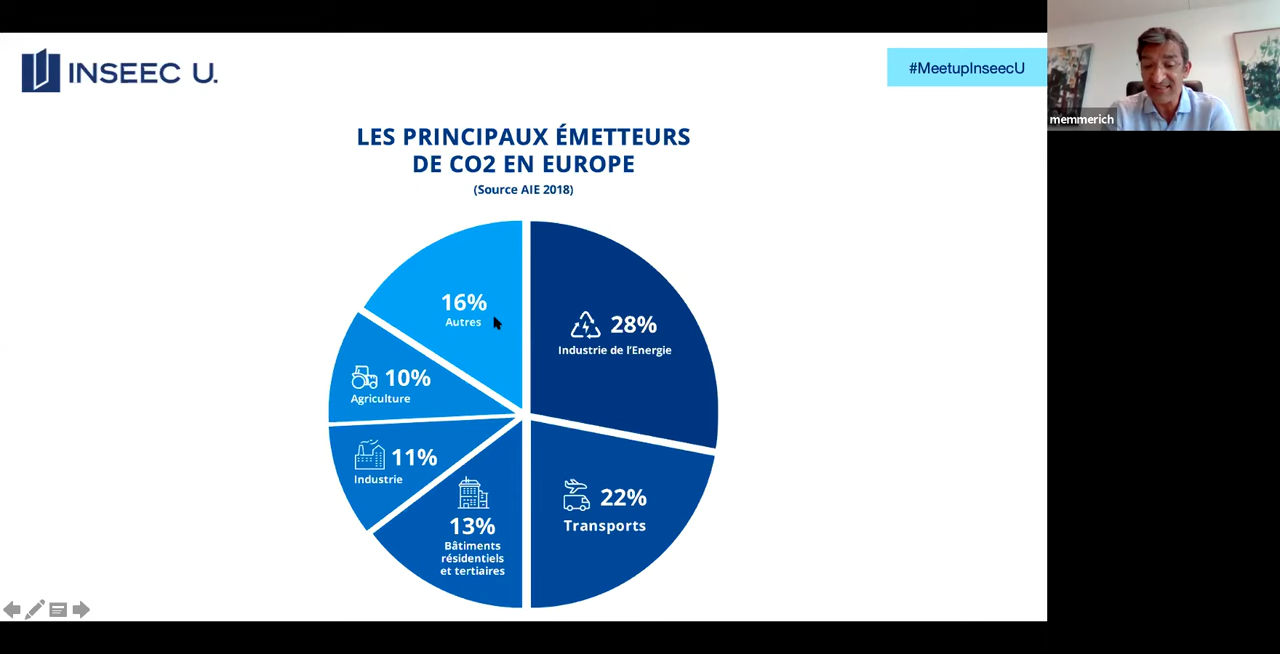 INSEEC U.
#MeetupInseecU
memmerich
LES PRINCIPAUX ÉMETTEURS
DE CO2 EN EUROPE
(Source AIE 2018)
16%
Autres
28%
Industrie de l'Energie
10%
Agriculture
11%
Industrie
22%
Transports
13%
Bâtiments
résidentiels
et tertiaires